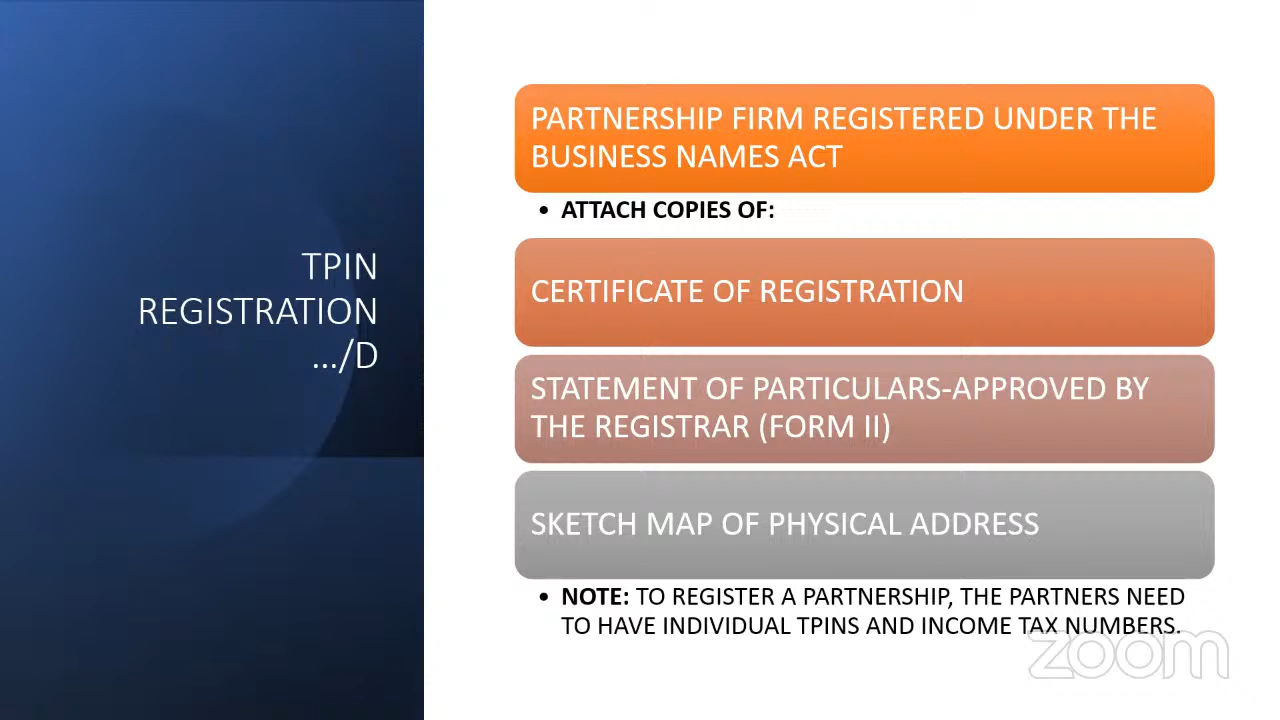 TPIN
REGISTRATION
.../D
PARTNERSHIP FIRM REGISTERED UNDER THE
BUSINESS NAMES ACT
• ATTACH COPIES OF:
CERTIFICATE OF REGISTRATION
STATEMENT OF PARTICULARS-APPROVED BY
THE REGISTRAR (FORM II)
SKETCH MAP OF PHYSICAL ADDRESS
• NOTE: TO REGISTER A PARTNERSHIP, THE PARTNERS NEED
TO HAVE INDIVIDUAL TPINS AND INCOME TAX NUMBERS.
zoom